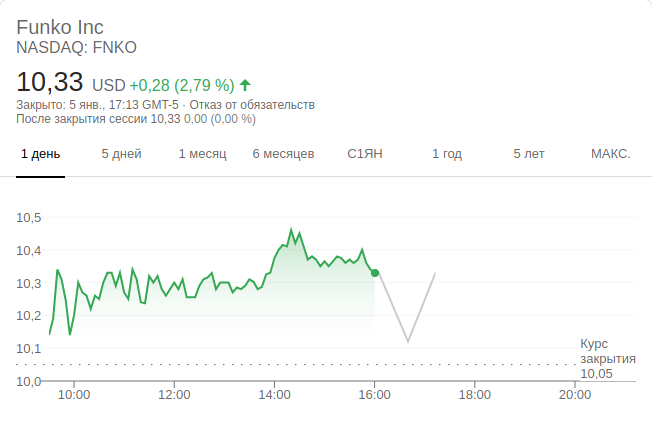 Funko Inc
NASDAQ: FNKO
10,33 USD +0,28 (2,79 %)
Закрыто: 5 янв., 17:13 GMT-5 · Отказ от обязательств
После закрытия сессии 10,33 0,00 (0,00 %)
1 день 5 дней 1 месяц 6 месяцев С1ЯН 1 год 5 лет МАКС.
10,5
10,4
10,3
10,2
10,1
10,0
Курс
закрытия
10,05
10:00 12:00 14:00 16:00 18:00 20:00